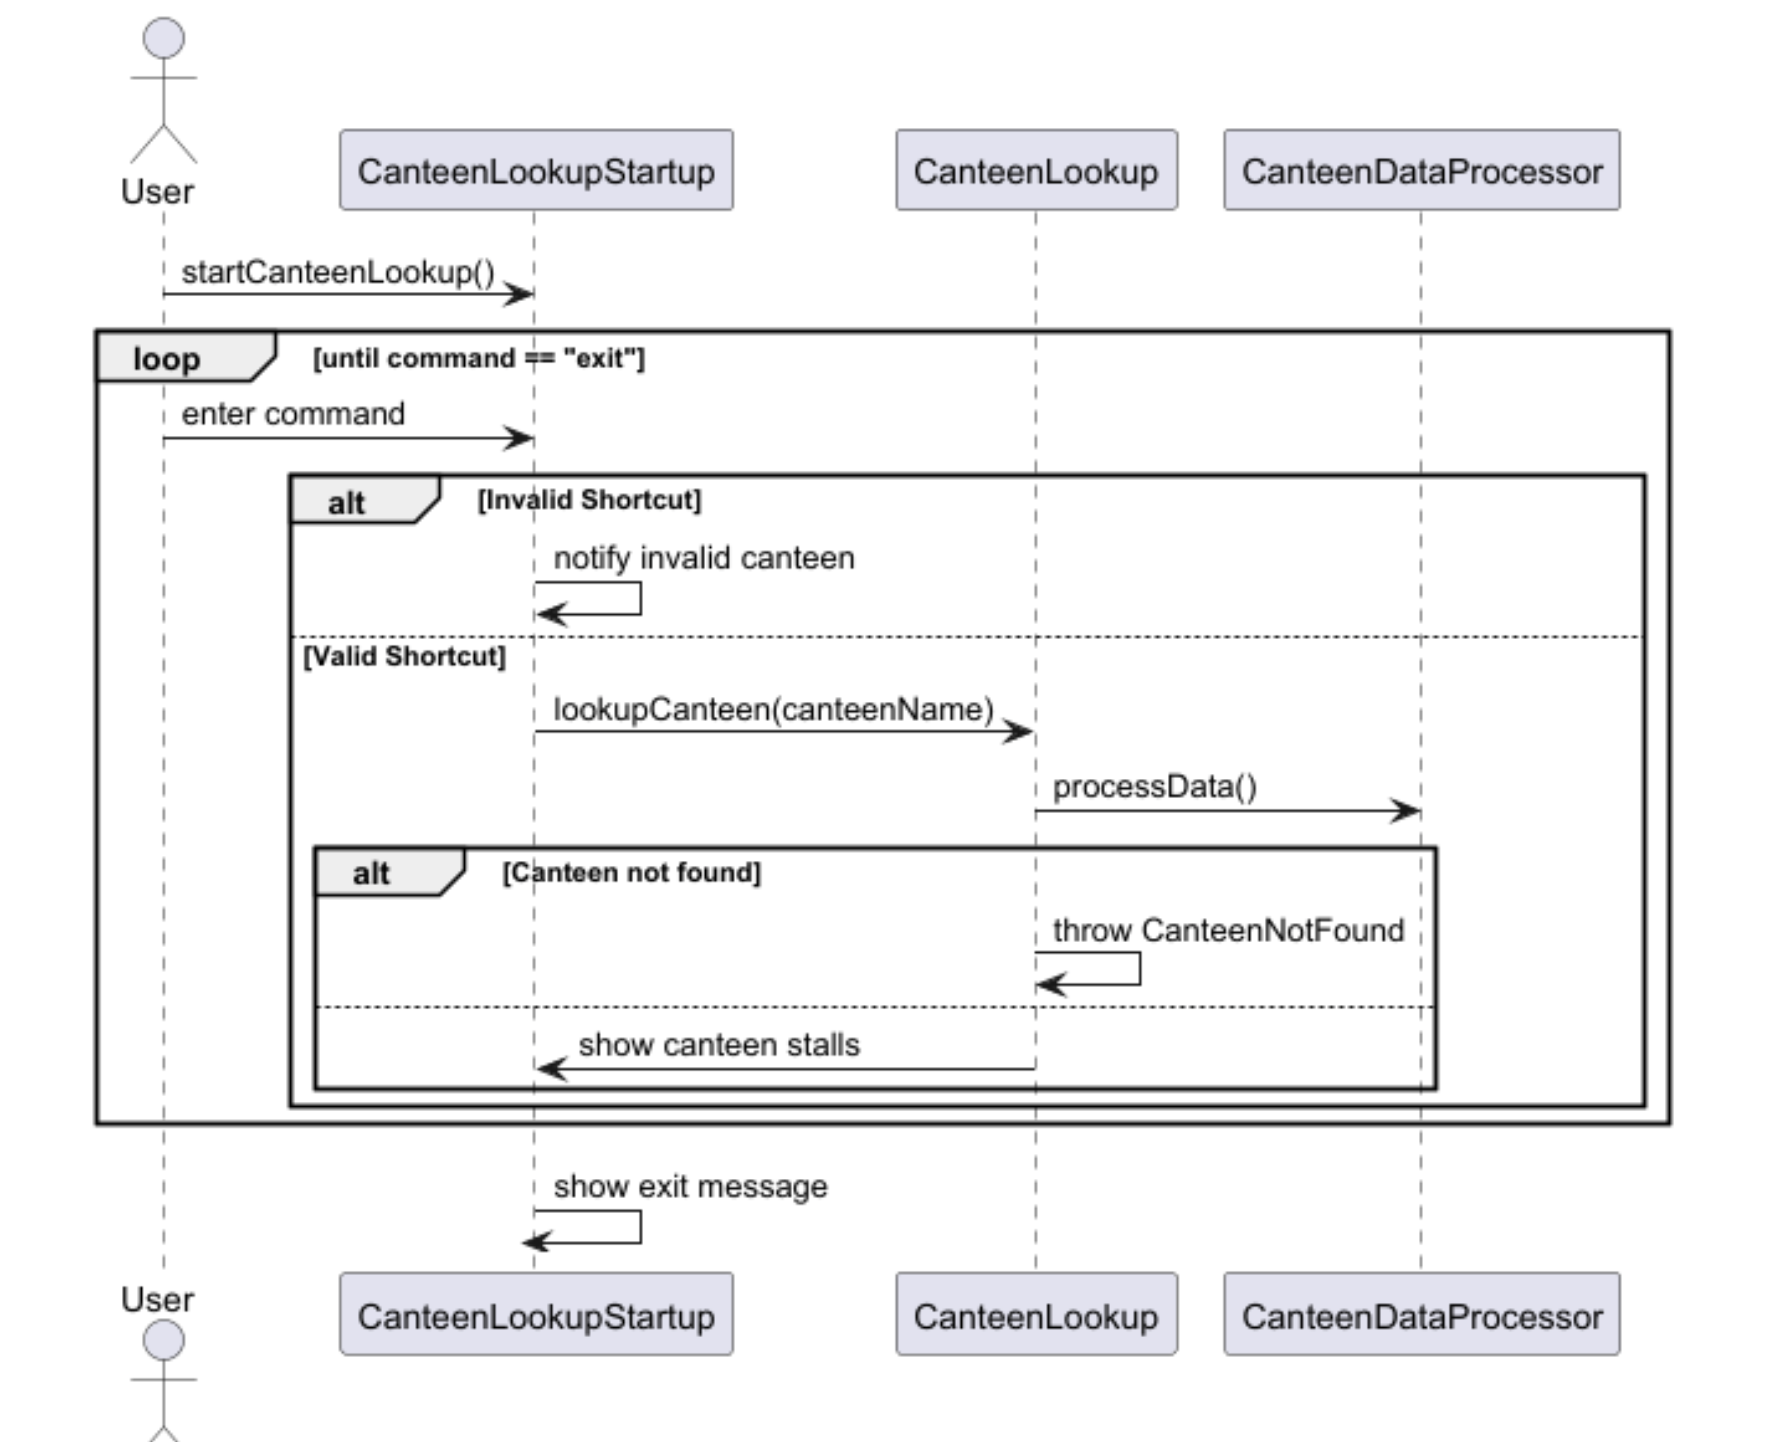 User
CanteenLookupStartup
CanteenLookup
CanteenDataProcessor
startCanteenLookup()
loop
[until command == "exit"]
enter command
alt
[Invalid Shortcut]
notify invalid canteen
[Valid Shortcut]
lookupCanteen(canteenName)
processData()
alt
[Canteen not found]
throw CanteenNotFound
show canteen stalls
show exit message
User
CanteenLookupStartup
CanteenLookup
CanteenDataProcessor